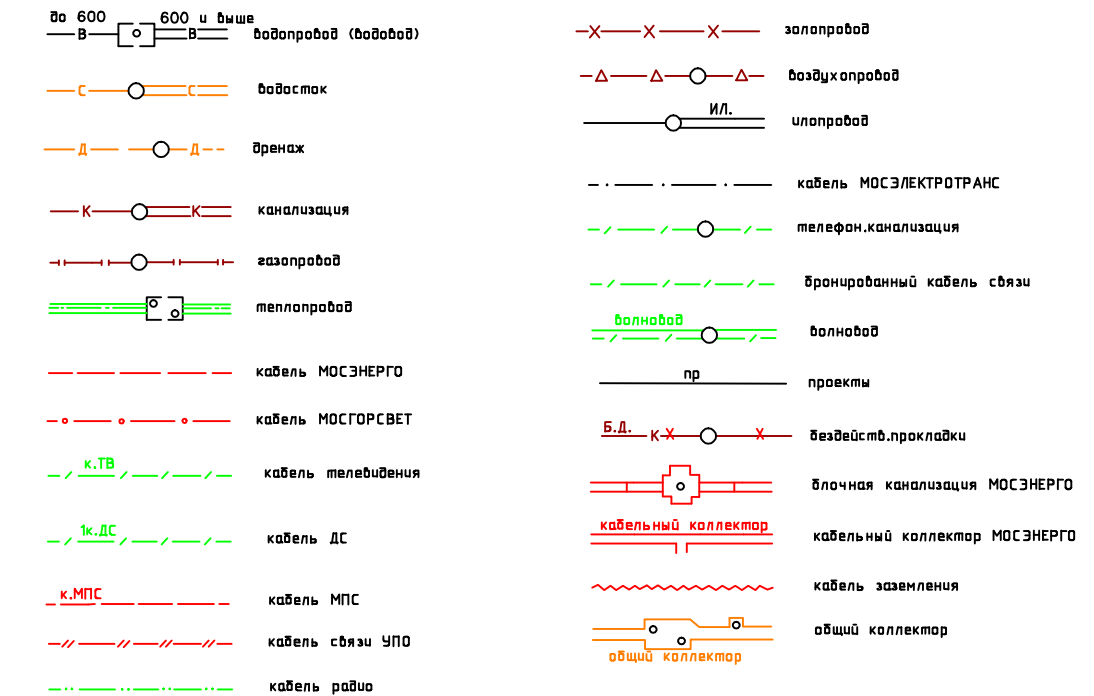 до 600
600 и выше
В
В
водопровод (водовод)
С
С
водосток
Д
Д
дренаж
К
К
канализация
газопровод
теплопровод
кабель МОСЭНЕРГО
кабель МОСГОРСВЕТ
к.ТВ
кабель телевидения
1к.ДС
кабель ДС
к.МПС
кабель МПС
кабель связи УПО
кабель радио
золопровод
воздухопровод
ИЛ.
илопровод
кабель МОСЭЛЕКТРОТРАНС
телефон.канализация
бронированный кабель связи
волновод
волновод
пр
проекты
Б.Д.
К
бездейств.прокладки
блочная канализация МОСЭНЕРГО
кабельный коллектор
кабельный коллектор МОСЭНЕРГО
кабель заземления
общий коллектор
общий коллектор